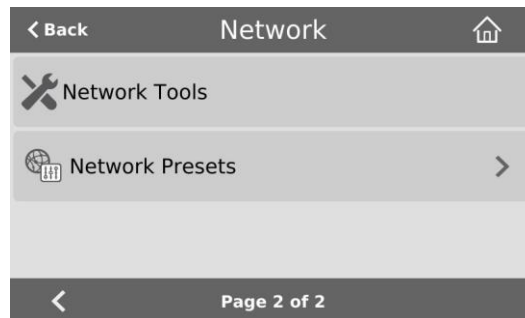 Back
Network
Network Tools
Network Presets
Page 2 of 2